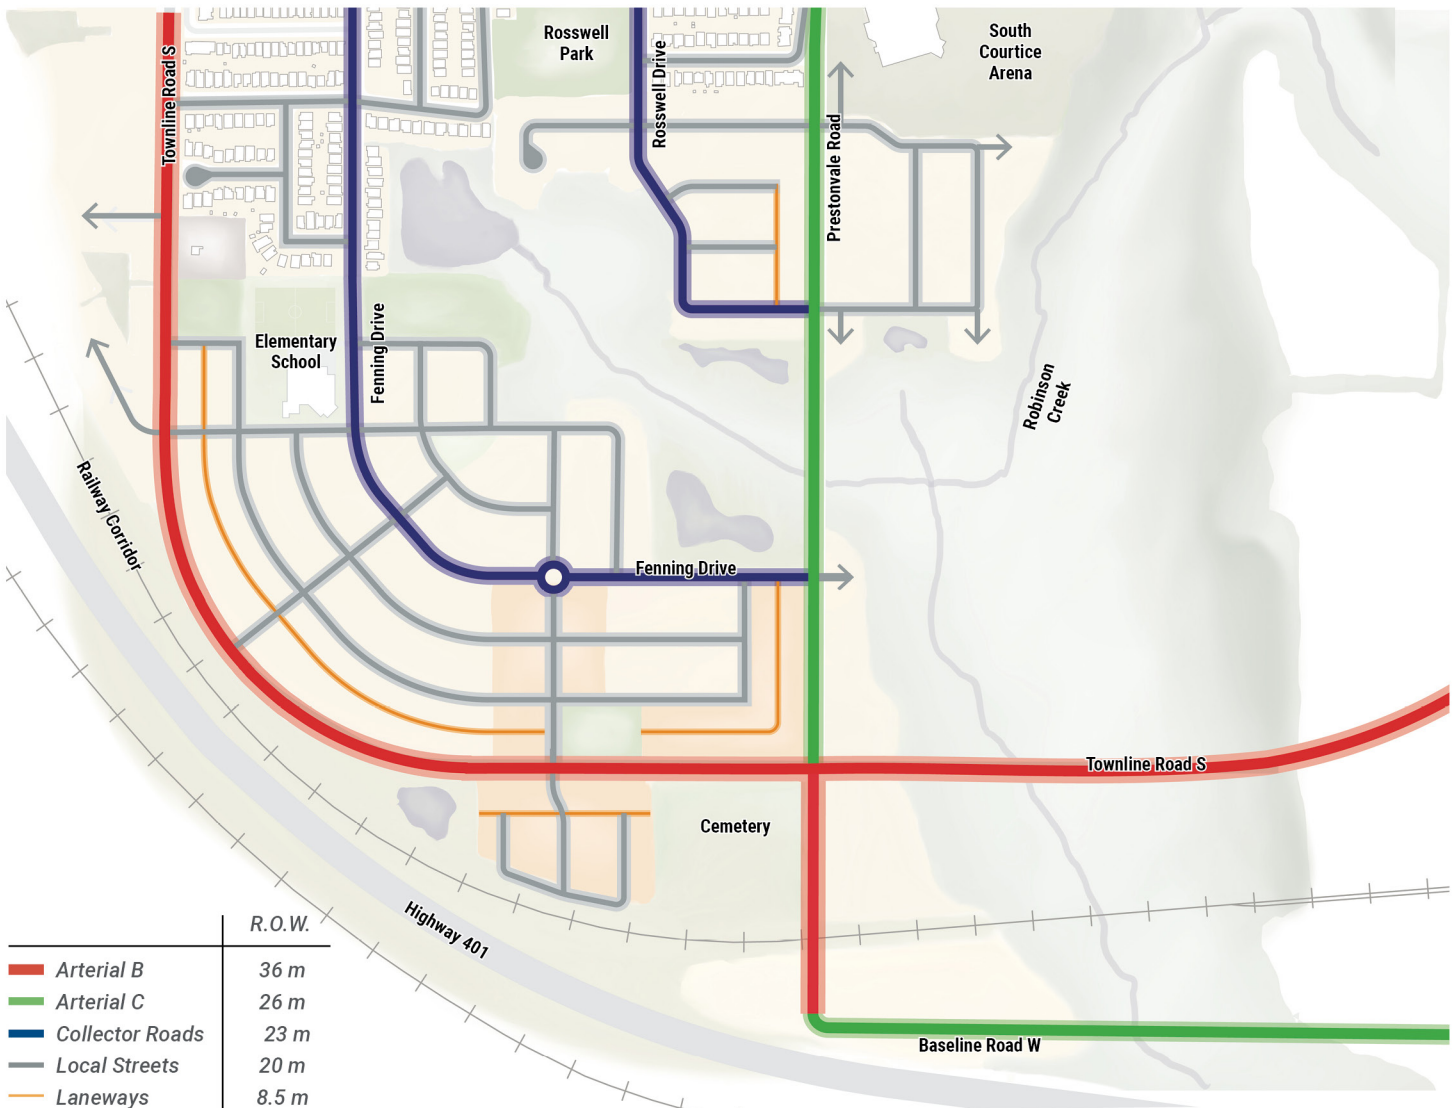 Rosswell
Park
South
Courtice
Arena
Townline Road S
Rosswell Drive
Prestonvale Road
Elementary
School
Fenning Drive
Robinson
Creek
Railway Corridor
Fenning Drive
Townline Road S
Cemetery
Highway 401
Baseline Road W
R.O.W.
Arterial B 36 m
Arterial C 26 m
Collector Roads 23 m
Local Streets 20 m
Laneways 8.5 m